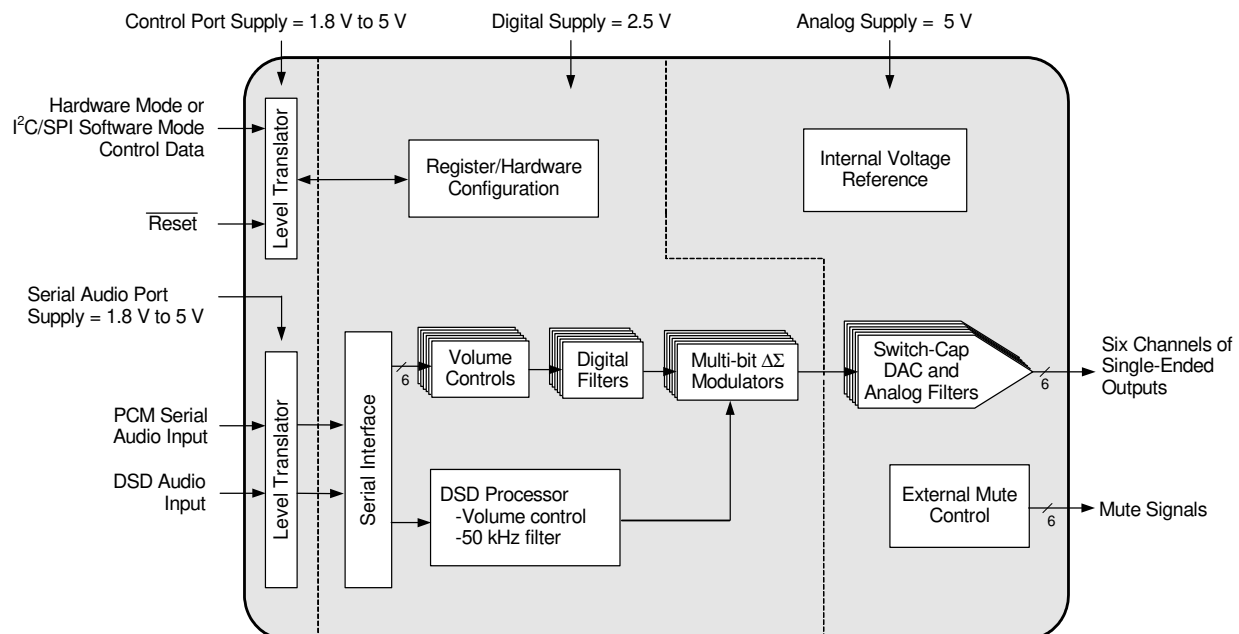 Control Port Supply = 1.8 V to 5 V
Digital Supply = 2.5 V
Analog Supply = 5 V
Hardware Mode or
I²C/SPI Software Mode
Control Data
Level Translator
Reset
Register/Hardware
Configuration
Internal Voltage
Reference
Serial Audio Port
Supply = 1.8 V to 5 V
PCM Serial
Audio Input
DSD Audio
Input
Level Translator
Serial Interface
6
Volume
Controls
Digital
Filters
Multi-bit ΔΣ
Modulators
Switch-Cap
DAC and
Analog Filters
6
Six Channels of
Single-Ended
Outputs
DSD Processor
-Volume control
-50 kHz filter
External Mute
Control
6
Mute Signals